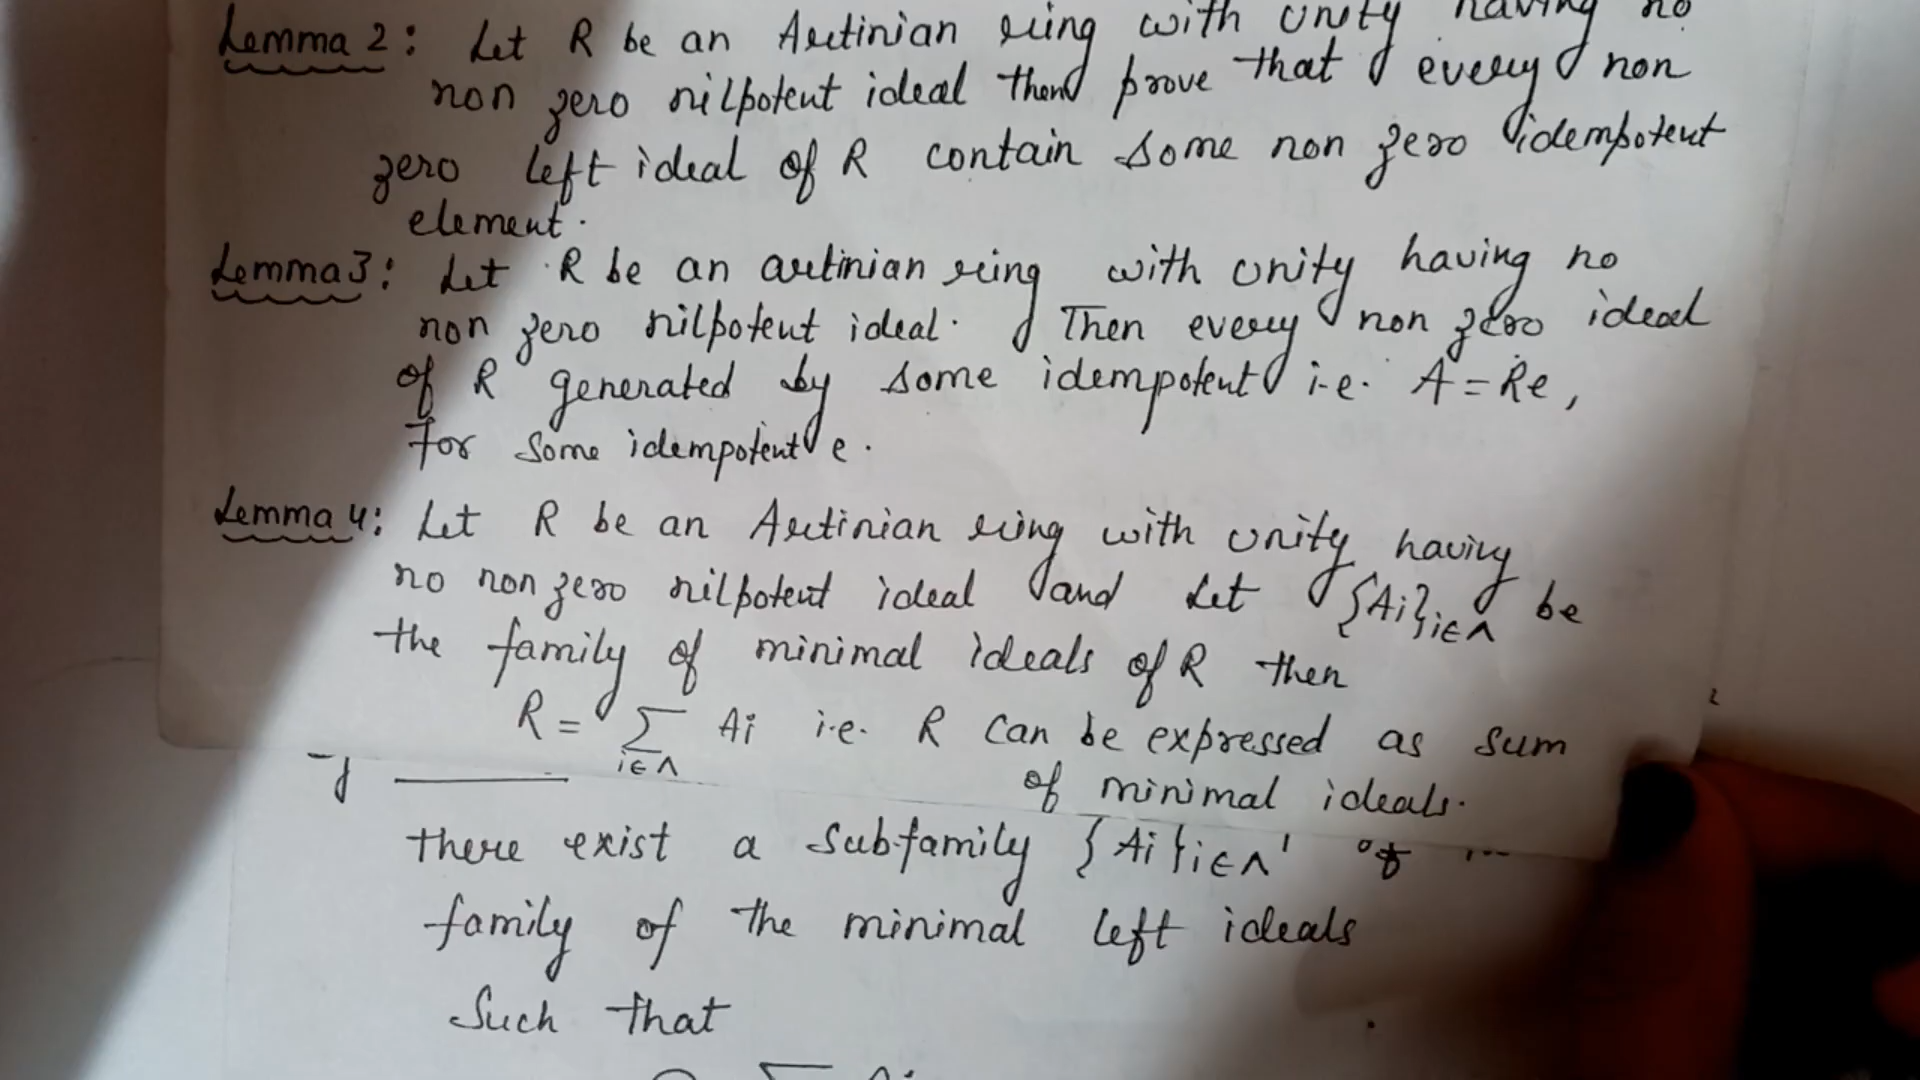 Lemma 2: Let R be an Artinian ring with unity having no
non zero nilpotent ideal then prove that every non
zero left ideal of R contain some non zero idempotent
element.
Lemma 3: Let R be an artinian ring with unity having no
non zero nilpotent ideal. Then every non zero ideal
of R generated by some idempotent i.e. A = Re,
for some idempotent e.
Lemma 4: Let R be an Artinian ring with unity having
no non zero nilpotent ideal and let {Ai}i∈Λ be
the family of minimal ideals of R then
R = Σ Ai i.e. R can be expressed as sum
i∈Λ
of minimal ideals.
there exist a subfamily {Ai}i∈Λ' of
family of the minimal left ideals
Such that